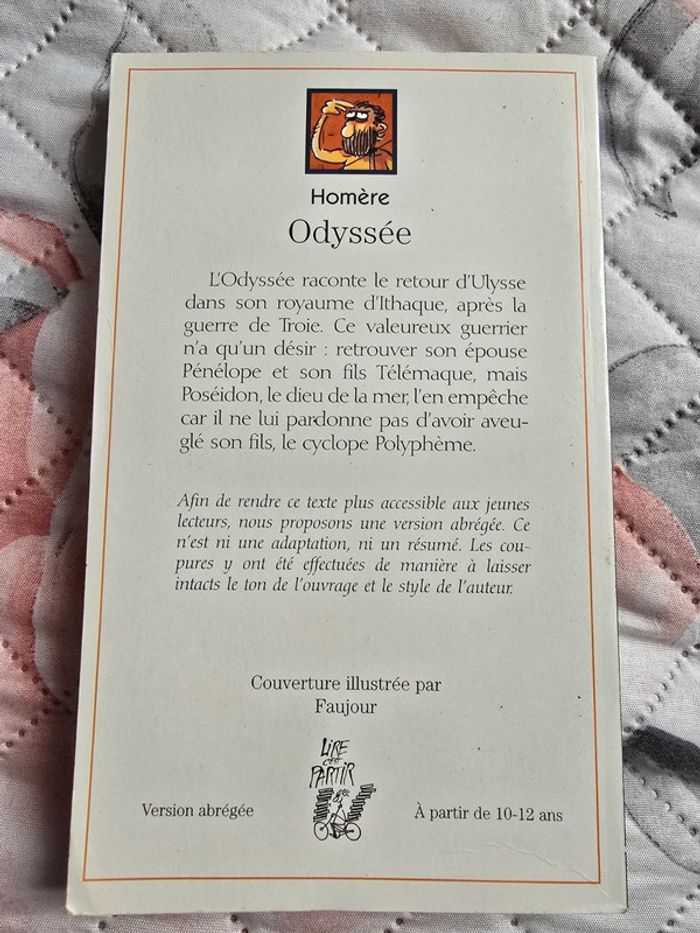 Homère
Odyssée
L'Odyssée raconte le retour d'Ulysse
dans son royaume d'Ithaque, après la
guerre de Troie. Ce valeureux guerrier
n'a qu'un désir : retrouver son épouse
Pénélope et son fils Télémaque, mais
Poséidon, le dieu de la mer, l'en empêche
car il ne lui pardonne pas d'avoir aveu-
glé son fils, le cyclope Polyphème.
Afin de rendre ce texte plus accessible aux jeunes
lecteurs, nous proposons une version abrégée. Ce
n'est ni une adaptation, ni un résumé. Les cou-
pures y ont été effectuées de manière à laisser
intacts le ton de l'ouvrage et le style de l'auteur.
Couverture illustrée par
Faujour
LiRE
c'est
PARTiR
Version abrégée
À partir de 10-12 ans